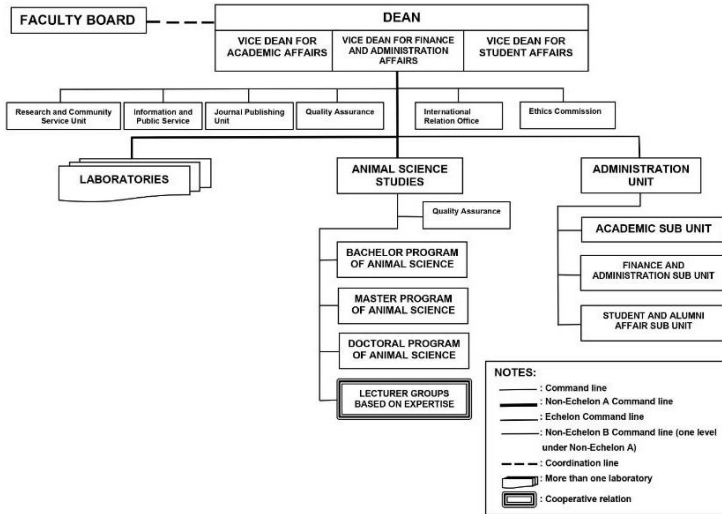 FACULTY BOARD
DEAN
VICE DEAN FOR
ACADEMIC AFFAIRS
VICE DEAN FOR FINANCE
AND ADMINISTRATION
AFFAIRS
VICE DEAN FOR
STUDENT AFFAIRS
Research and Community
Service Unit
Information and
Public Service
Journal Publishing
Unit
Quality Assurance
International
Relation Office
Ethics Commission
LABORATORIES
ANIMAL SCIENCE
STUDIES
ADMINISTRATION
UNIT
Quality Assurance
BACHELOR PROGRAM
OF ANIMAL SCIENCE
MASTER PROGRAM
OF ANIMAL SCIENCE
DOCTORAL PROGRAM
OF ANIMAL SCIENCE
LECTURER GROUPS
BASED ON EXPERTISE
ACADEMIC SUB UNIT
FINANCE AND
ADMINISTRATION SUB UNIT
STUDENT AND ALUMNI
AFFAIR SUB UNIT
NOTES:
: Command line
: Non-Echelon A Command line
: Echelon Command line
: Non-Echelon B Command line (one level
under Non-Echelon A)
: Coordination line
: More than one laboratory
: Cooperative relation